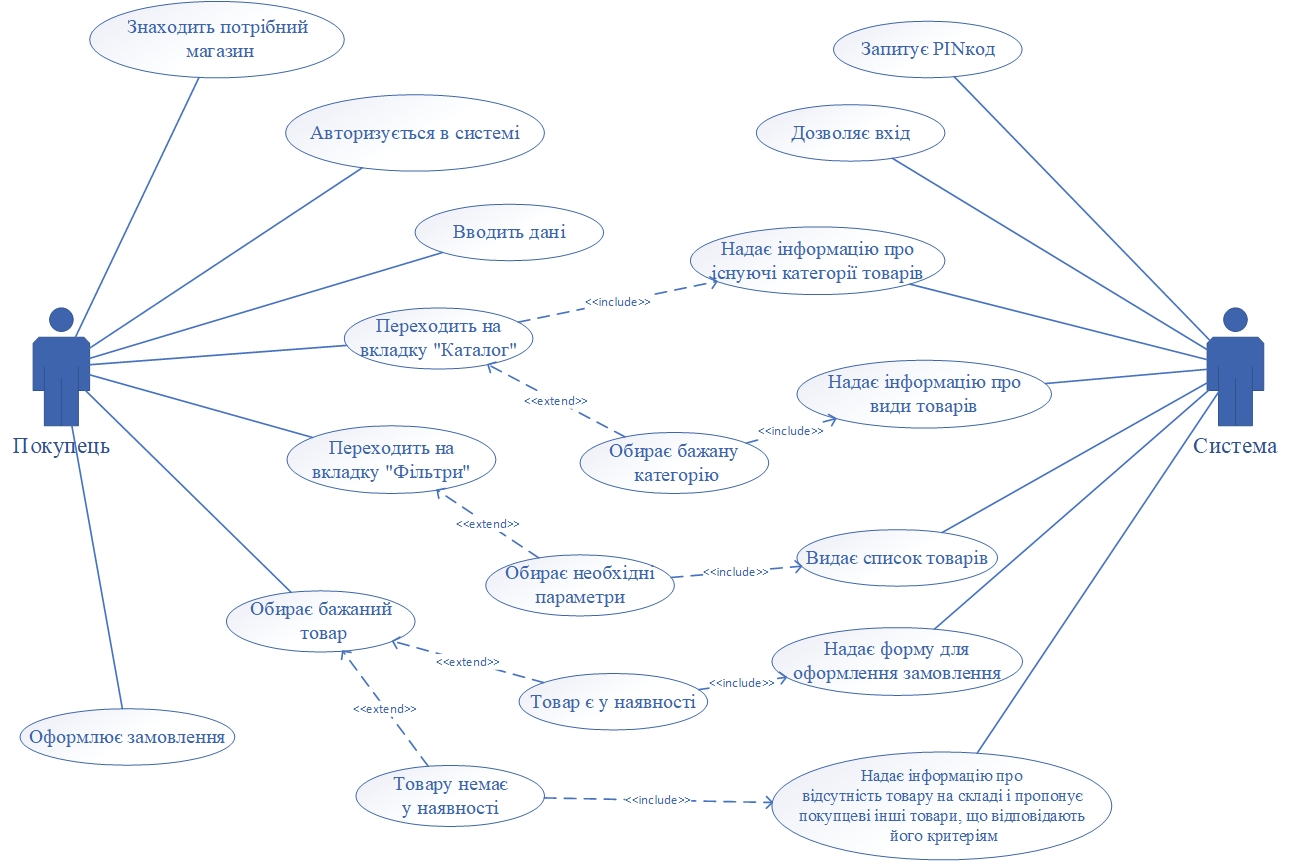 Знаходить потрібний
магазин
Запитує PINкод
Авторизується в системі
Дозволяє вхід
Вводить дані
Надає інформацію про
існуючі категорії товарів
<<include>>
Переходить на
вкладку "Каталог"
Надає інформацію про
види товарів
<<extend>>
<<include>>
Покупець
Система
Переходить на
вкладку "Фільтри"
Обирає бажану
категорію
<<extend>>
Видає список товарів
<<include>>
Обирає необхідні
параметри
Обирає бажаний
товар
Надає форму для
оформлення замовлення
<<extend>>
<<include>>
Товар є у наявності
<<extend>>
Оформлює замовлення
Товару немає
у наявності
<<include>>
Надає інформацію про
відсутність товару на складі і пропонує
покупцеві інші товари, що відповідають
його критеріям